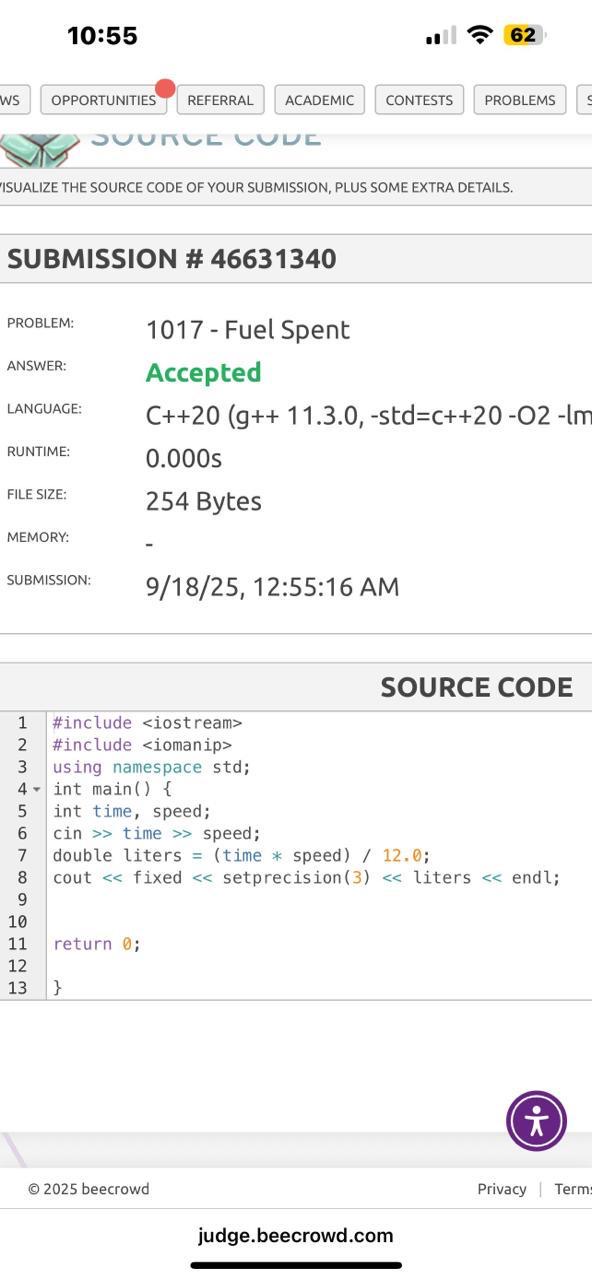 10:55
62
WS OPPORTUNITIES REFERRAL ACADEMIC CONTESTS PROBLEMS S
SOURCE CODE
VISUALIZE THE SOURCE CODE OF YOUR SUBMISSION, PLUS SOME EXTRA DETAILS.
SUBMISSION # 46631340
PROBLEM: 1017 - Fuel Spent
ANSWER: Accepted
LANGUAGE: C++20 (g++ 11.3.0, -std=c++20 -O2 -lm
RUNTIME: 0.000s
FILE SIZE: 254 Bytes
MEMORY: -
SUBMISSION: 9/18/25, 12:55:16 AM
SOURCE CODE
1 #include <iostream>
2 #include <iomanip>
3 using namespace std;
4 int main() {
5 int time, speed;
6 cin >> time >> speed;
7 double liters = (time * speed) / 12.0;
8 cout << fixed << setprecision(3) << liters << endl;
9
10
11 return 0;
12
13 }
© 2025 beecrowd Privacy | Terms
judge.beecrowd.com